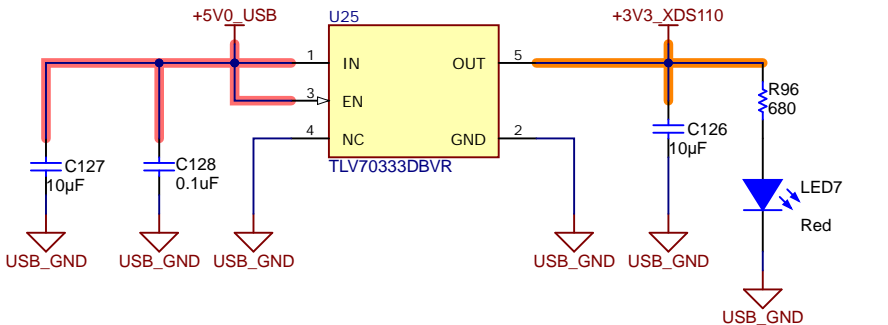 +5V0_USB
U25
+3V3_XDS110
1
IN
OUT
5
3
EN
4
NC
GND
2
TLV70333DBVR
C127
10µF
C128
0.1uF
C126
10µF
R96
680
LED7
Red
USB_GND
USB_GND
USB_GND
USB_GND
USB_GND
USB_GND